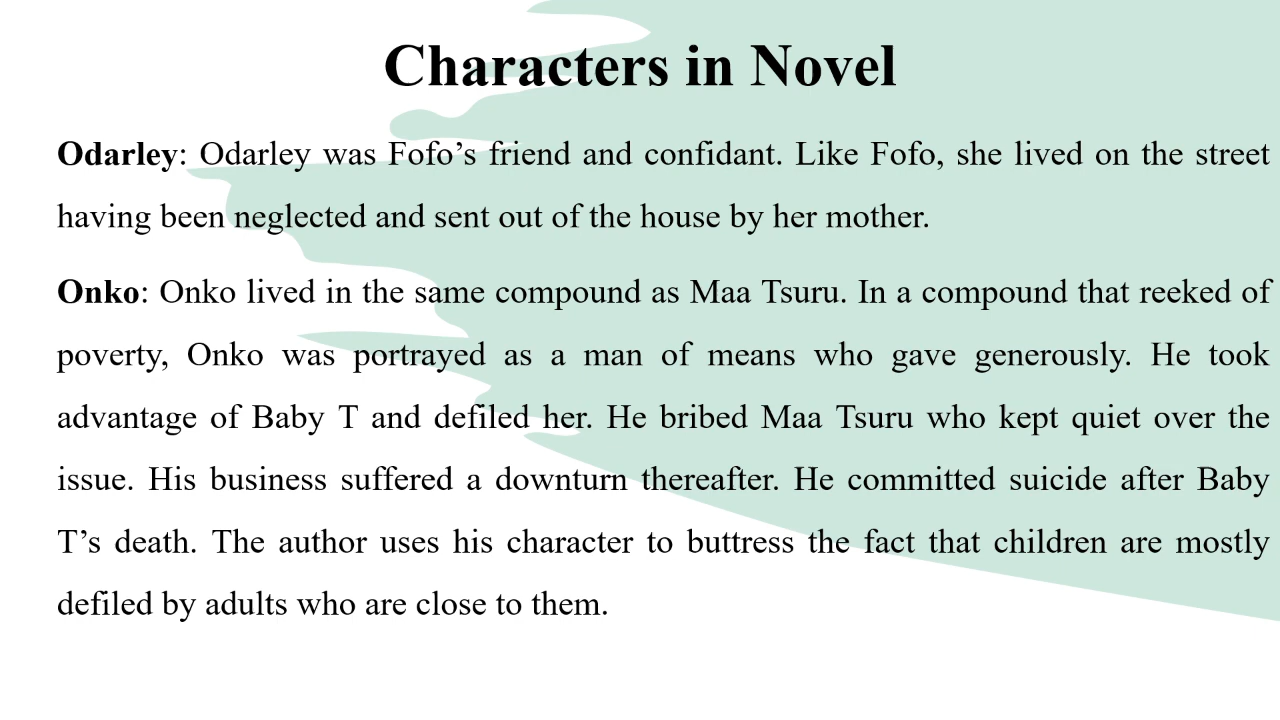 Characters in Novel
Odarley: Odarley was Fofo’s friend and confidant. Like Fofo, she lived on the street
having been neglected and sent out of the house by her mother.
Onko: Onko lived in the same compound as Maa Tsuru. In a compound that reeked of
poverty, Onko was portrayed as a man of means who gave generously. He took
advantage of Baby T and defiled her. He bribed Maa Tsuru who kept quiet over the
issue. His business suffered a downturn thereafter. He committed suicide after Baby
T’s death. The author uses his character to buttress the fact that children are mostly
defiled by adults who are close to them.